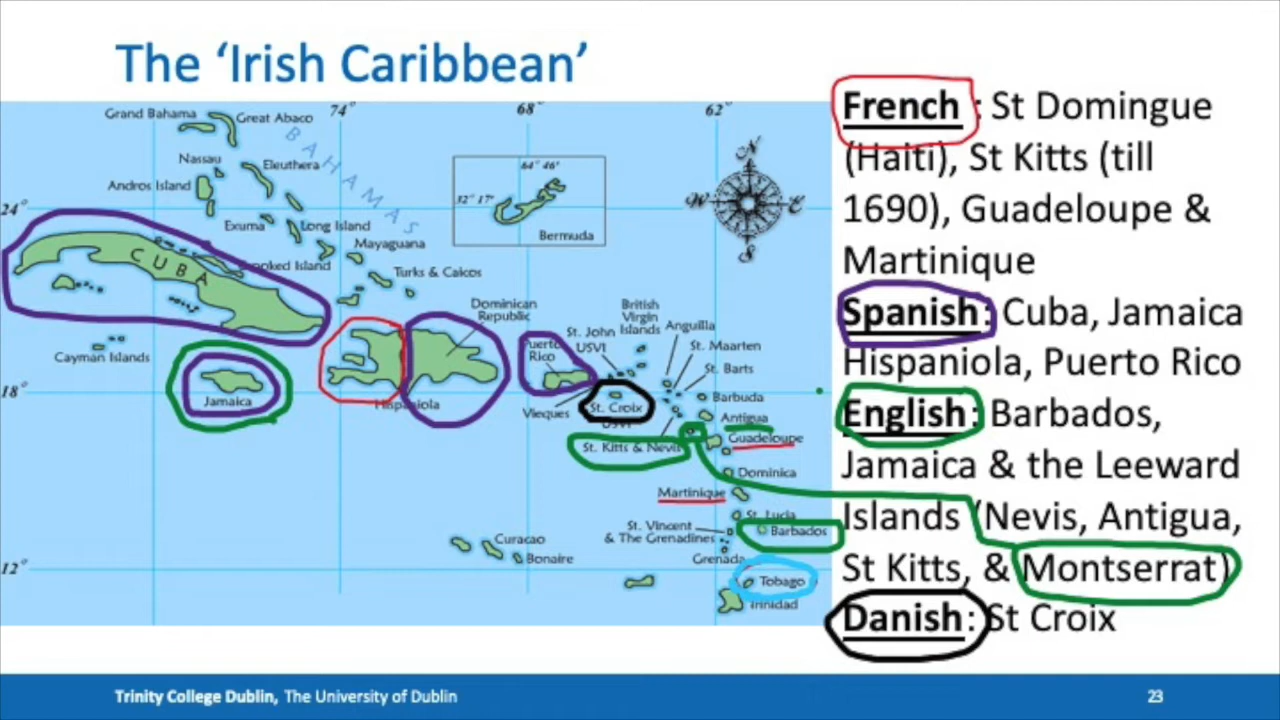 The ‘Irish Caribbean’
74°
68°
62°
Grand Bahama
Great Abaco
Nassau
Eleuthera
Andros Island
BAHAMAS
Exuma
Long Island
Mayaguana
Crooked Island
Turks & Caicos
24°
64° 46'
32° 17'
Bermuda
N
W
E
S
CUBA
Cayman Islands
Jamaica
Dominican
Republic
Hispaniola
Puerto
Rico
St. John
USVI
British
Virgin
Islands
Anguilla
St. Maarten
St. Barts
18°
Vieques
St. Croix
USVI
Barbuda
Antigua
St. Kitts & Nevis
Guadeloupe
Dominica
Martinique
St. Lucia
St. Vincent
& The Grenadines
Barbados
Curacao
Bonaire
Grenada
12°
Tobago
Trinidad
French : St Domingue
(Haiti), St Kitts (till
1690), Guadeloupe &
Martinique
Spanish: Cuba, Jamaica
Hispaniola, Puerto Rico
English: Barbados,
Jamaica & the Leeward
Islands (Nevis, Antigua,
St Kitts, & Montserrat)
Danish: St Croix
Trinity College Dublin, The University of Dublin
23